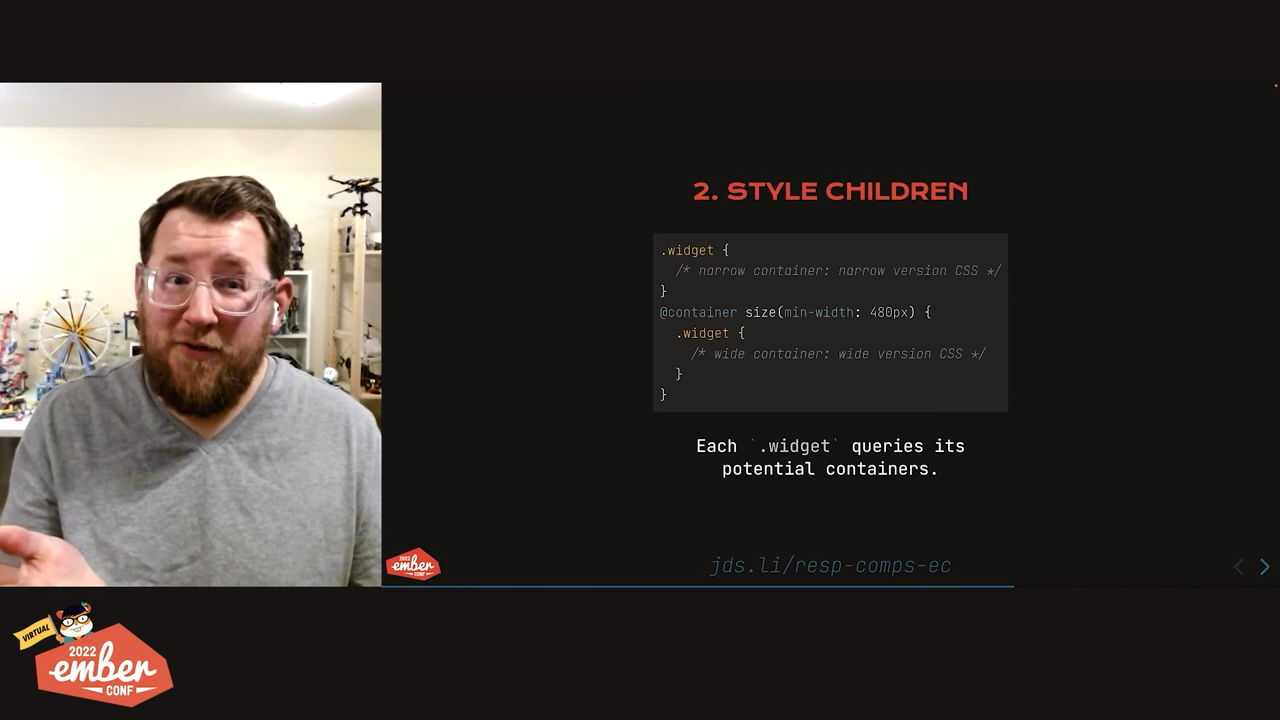 2. STYLE CHILDREN
.widget {
/* narrow container: narrow version CSS */
}
@container size(min-width: 480px) {
.widget {
/* wide container: wide version CSS */
}
}
Each `.widget` queries its
potential containers.
2022
ember
CONF
jds.li/resp-comps-ec
VIRTUAL
2022
ember
CONF